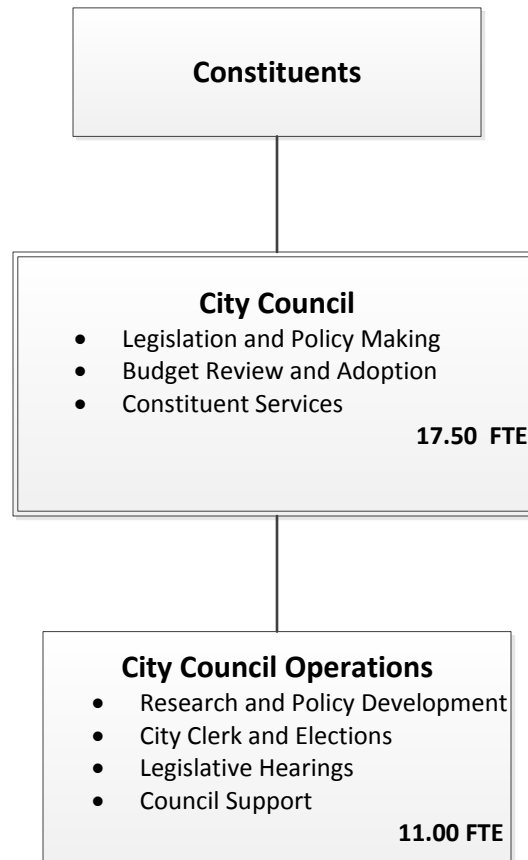 Constituents
City Council
• Legislation and Policy Making
• Budget Review and Adoption
• Constituent Services
17.50 FTE
City Council Operations
• Research and Policy Development
• City Clerk and Elections
• Legislative Hearings
• Council Support
11.00 FTE